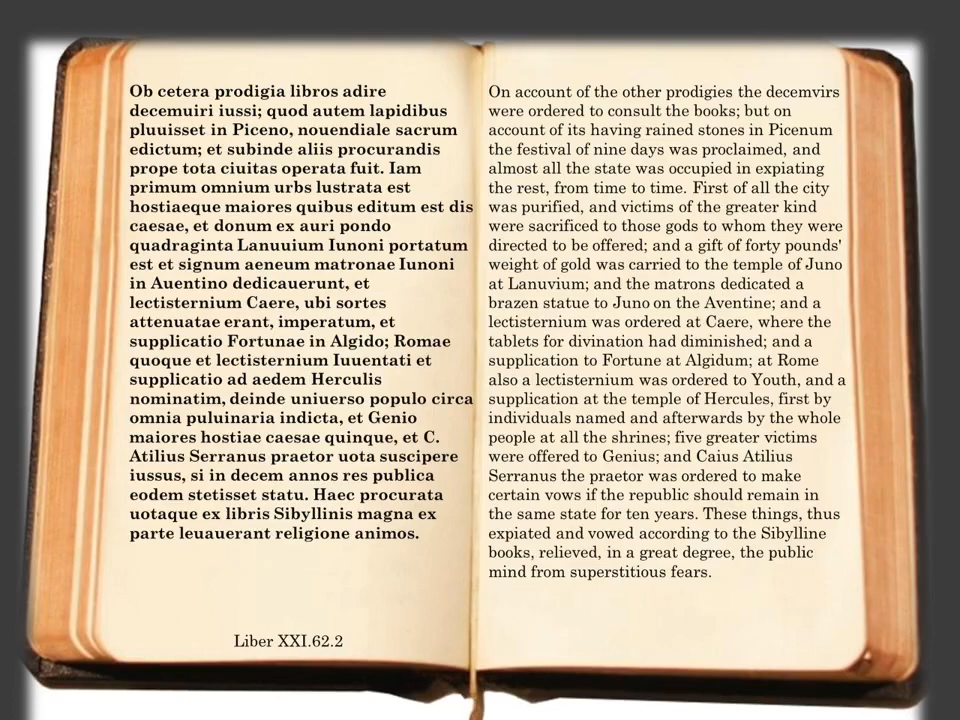 Ob cetera prodigia libros adire
decemuiri iussi; quod autem lapidibus
pluuisset in Piceno, nouendiale sacrum
edictum; et subinde aliis procurandis
prope tota ciuitas operata fuit. Iam
primum omnium urbs lustrata est
hostiaeque maiores quibus editum est dis
caesae, et donum ex auri pondo
quadraginta Lanuuium Iunoni portatum
est et signum aeneum matronae Iunoni
in Auentino dedicauerunt, et
lectisternium Caere, ubi sortes
attenuatae erant, imperatum, et
supplicatio Fortunae in Algido; Romae
quoque et lectisternium Iuuentati et
supplicatio ad aedem Herculis
nominatim, deinde uniuerso populo circa
omnia puluinaria indicta, et Genio
maiores hostiae caesae quinque, et C.
Atilius Serranus praetor uota suscipere
iussus, si in decem annos res publica
eodem stetisset statu. Haec procurata
uotaque ex libris Sibyllinis magna ex
parte leuauerant religione animos.
Liber XXI.62.2
On account of the other prodigies the decemvirs
were ordered to consult the books; but on
account of its having rained stones in Picenum
the festival of nine days was proclaimed, and
almost all the state was occupied in expiating
the rest, from time to time. First of all the city
was purified, and victims of the greater kind
were sacrificed to those gods to whom they were
directed to be offered; and a gift of forty pounds'
weight of gold was carried to the temple of Juno
at Lanuvium; and the matrons dedicated a
brazen statue to Juno on the Aventine; and a
lectisternium was ordered at Caere, where the
tablets for divination had diminished; and a
supplication to Fortune at Algidum; at Rome
also a lectisternium was ordered to Youth, and a
supplication at the temple of Hercules, first by
individuals named and afterwards by the whole
people at all the shrines; five greater victims
were offered to Genius; and Caius Atilius
Serranus the praetor was ordered to make
certain vows if the republic should remain in
the same state for ten years. These things, thus
expiated and vowed according to the Sibylline
books, relieved, in a great degree, the public
mind from superstitious fears.